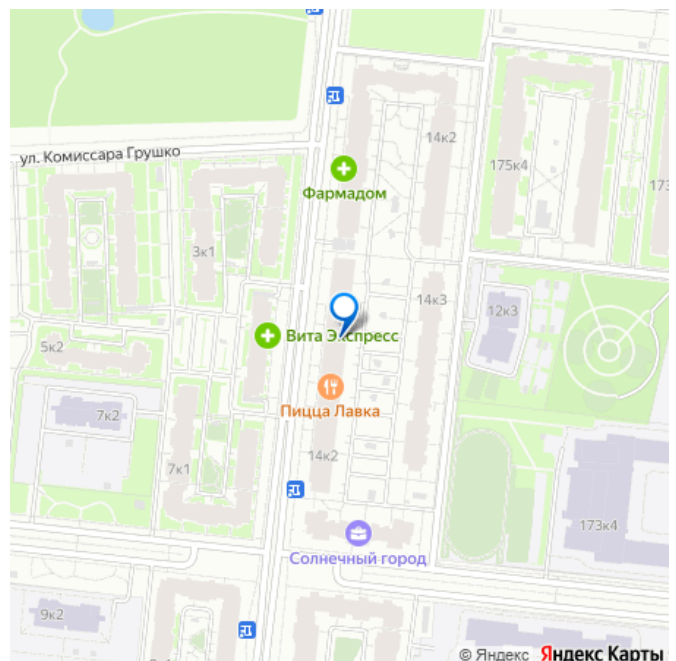 ул. Комиссара Грушко
14к2
175к4
173
Фармадом
3к1
14к3
12к3
Вита Экспресс
5к2
Пицца Лавка
7к2
14к2
7к1
173к4
Солнечный город
9к2
© Яндекс Яндекс Карты